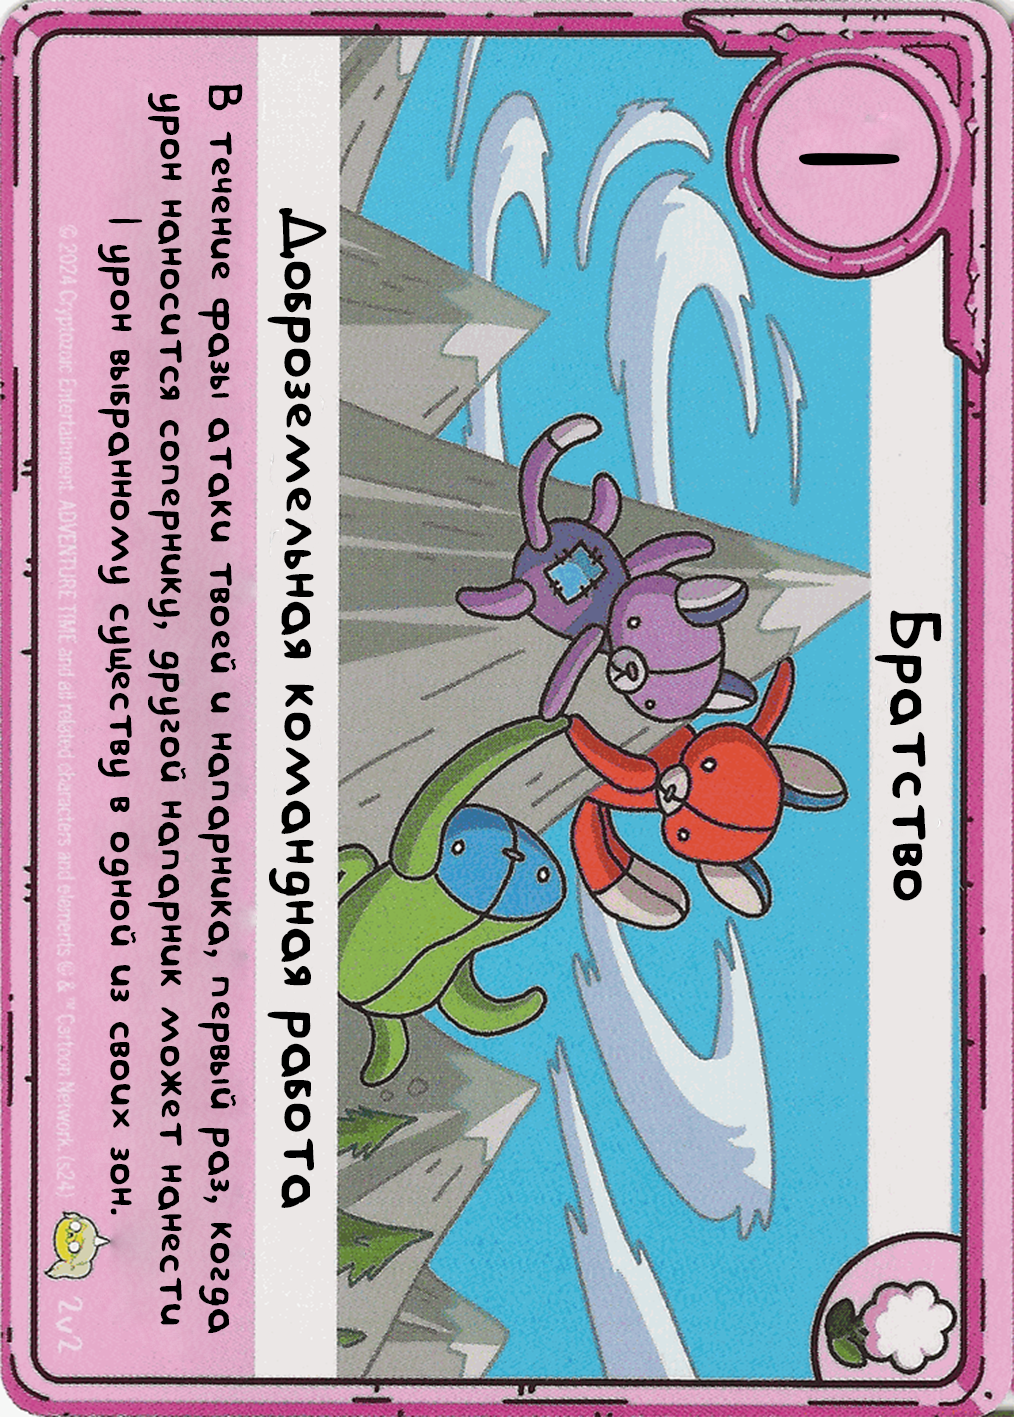 1
Братство
Доброземельная командная работа
В течение фазы атаки твоей и напарника, первый раз, когда
урон наносится сопернику, другой напарник может нанести
1 урон выбранному существу в одной из своих зон.
© 2024 Cryptozoic Entertainment. ADVENTURE TIME and all related characters and elements © & ™ Cartoon Network. (s24)
2v2